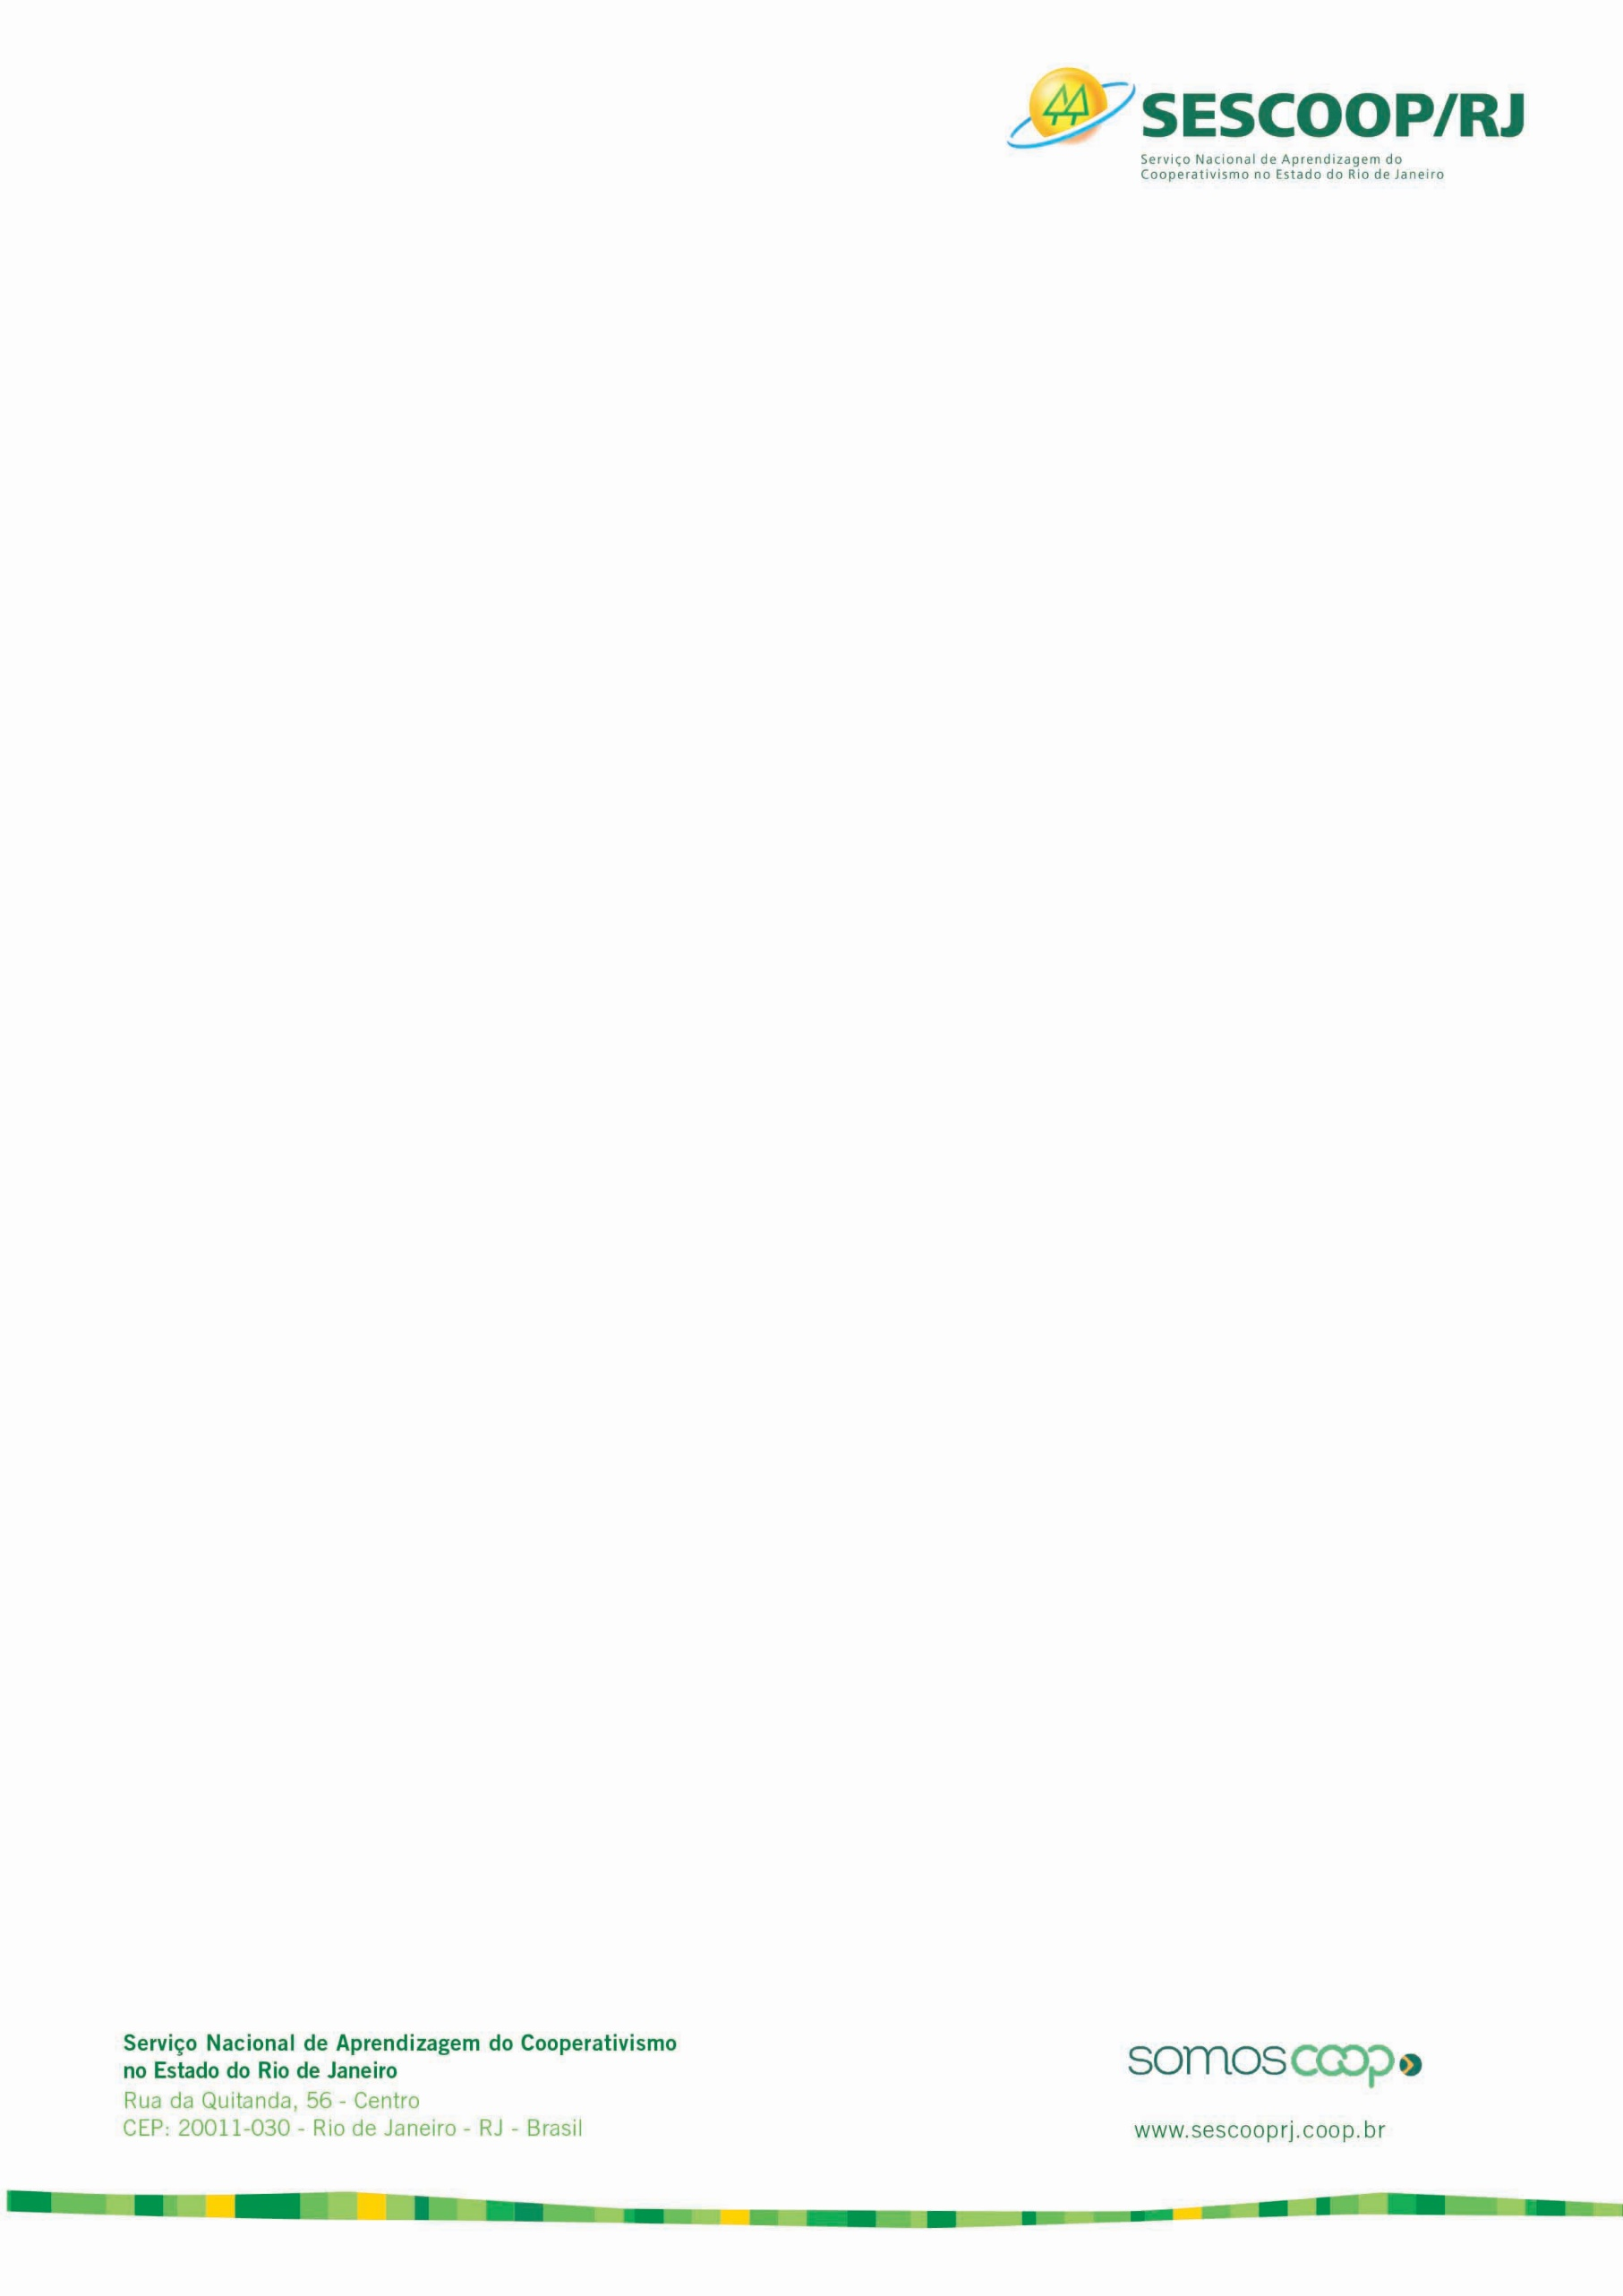 SESCOOP/RJ
Serviço Nacional de Aprendizagem do
Cooperativismo no Estado do Rio de Janeiro
Serviço Nacional de Aprendizagem do Cooperativismo
no Estado do Rio de Janeiro
Rua da Quitanda, 56 - Centro
CEP: 20011-030 - Rio de Janeiro - RJ - Brasil
somoscoop
www.sescooprj.coop.br